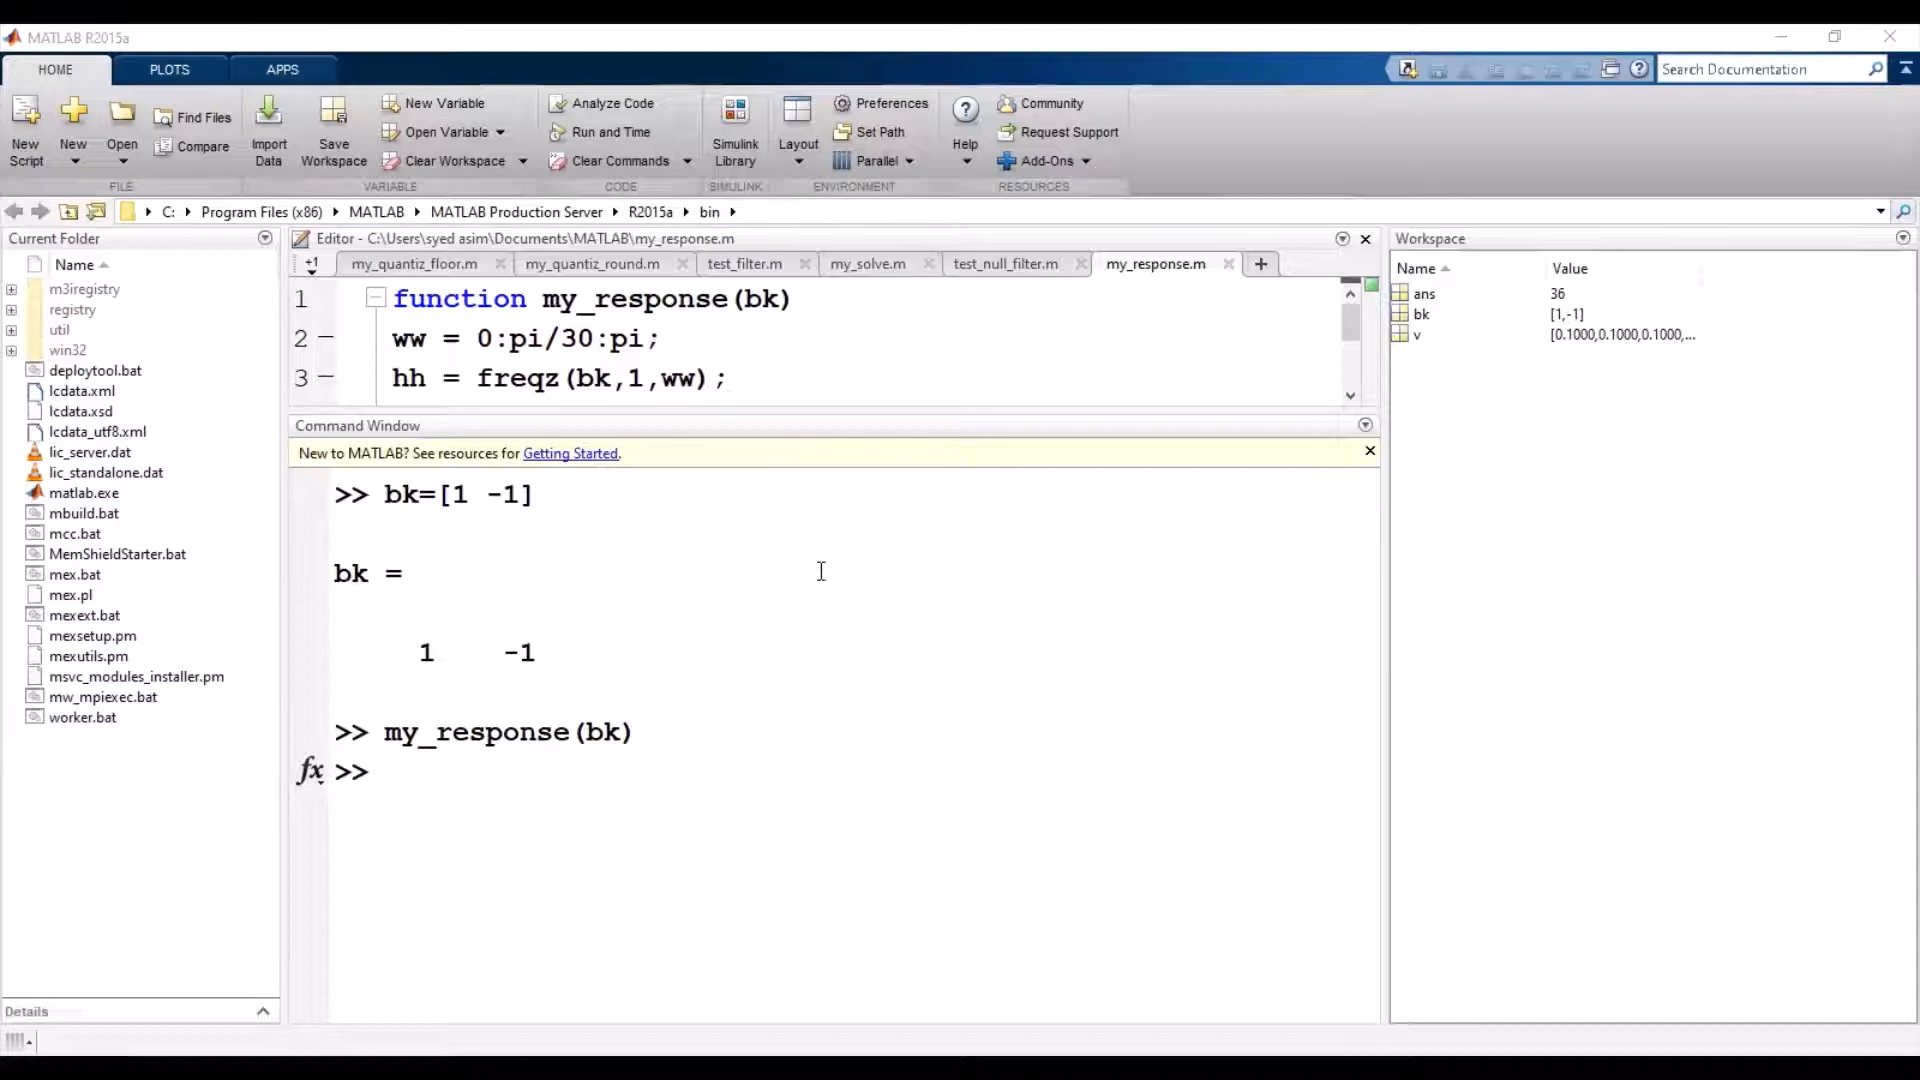 MATLAB R2015a
HOME PLOTS APPS Search Documentation
New Script New Open Find Files Compare Import Data Save Workspace New Variable Open Variable Clear Workspace Analyze Code Run and Time Clear Commands Simulink Library Layout Preferences Set Path Parallel Help Community Request Support Add-Ons
FILE VARIABLE CODE SIMULINK ENVIRONMENT RESOURCES
C: Program Files (x86) MATLAB MATLAB Production Server R2015a bin
Current Folder
Name
m3iregistry
registry
util
win32
deploytool.bat
lcdata.xml
lcdata.xsd
lcdata_utf8.xml
lic_server.dat
lic_standalone.dat
matlab.exe
mbuild.bat
mcc.bat
MemShieldStarter.bat
mex.bat
mex.pl
mexext.bat
mexsetup.pm
mexutils.pm
msvc_modules_installer.pm
mw_mpiexec.bat
worker.bat
Details
Editor - C:\Users\syed asim\Documents\MATLAB\my_response.m
+1 my_quantiz_floor.m my_quantiz_round.m test_filter.m my_solve.m test_null_filter.m my_response.m
1 function my_response(bk)
2 ww = 0:pi/30:pi;
3 hh = freqz(bk,1,ww);
Command Window
New to MATLAB? See resources for Getting Started.
>> bk=[1 -1]
bk =
1 -1
>> my_response(bk)
fx >>
Workspace
Name Value
ans 36
bk [1,-1]
v [0.1000,0.1000,0.1000,...